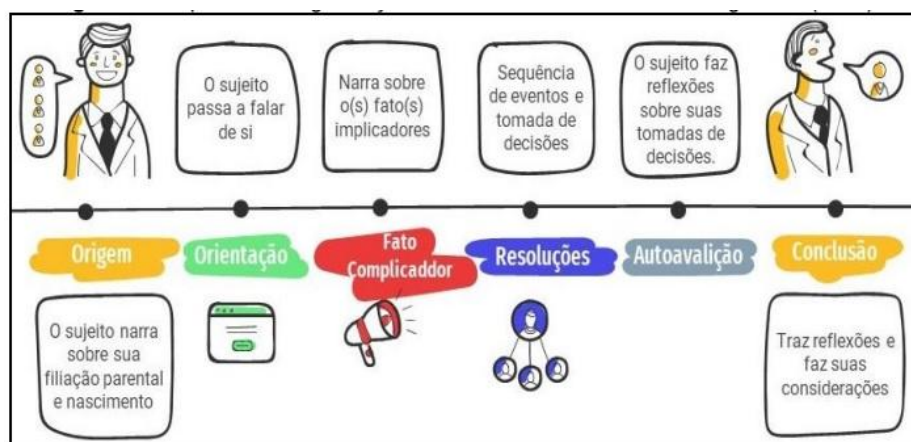 O sujeito
passa a falar
de si
Narra sobre
o(s) fato(s)
implicadores
Sequência
de eventos e
tomada de
decisões
O sujeito faz
reflexões
sobre suas
tomadas de
decisões.
Origem
Orientação
Fato
Complicaddor
Resoluções
Autoavalição
Conclusão
O sujeito narra
sobre sua
filiação parental
e nascimento
Traz reflexões e
faz suas
considerações